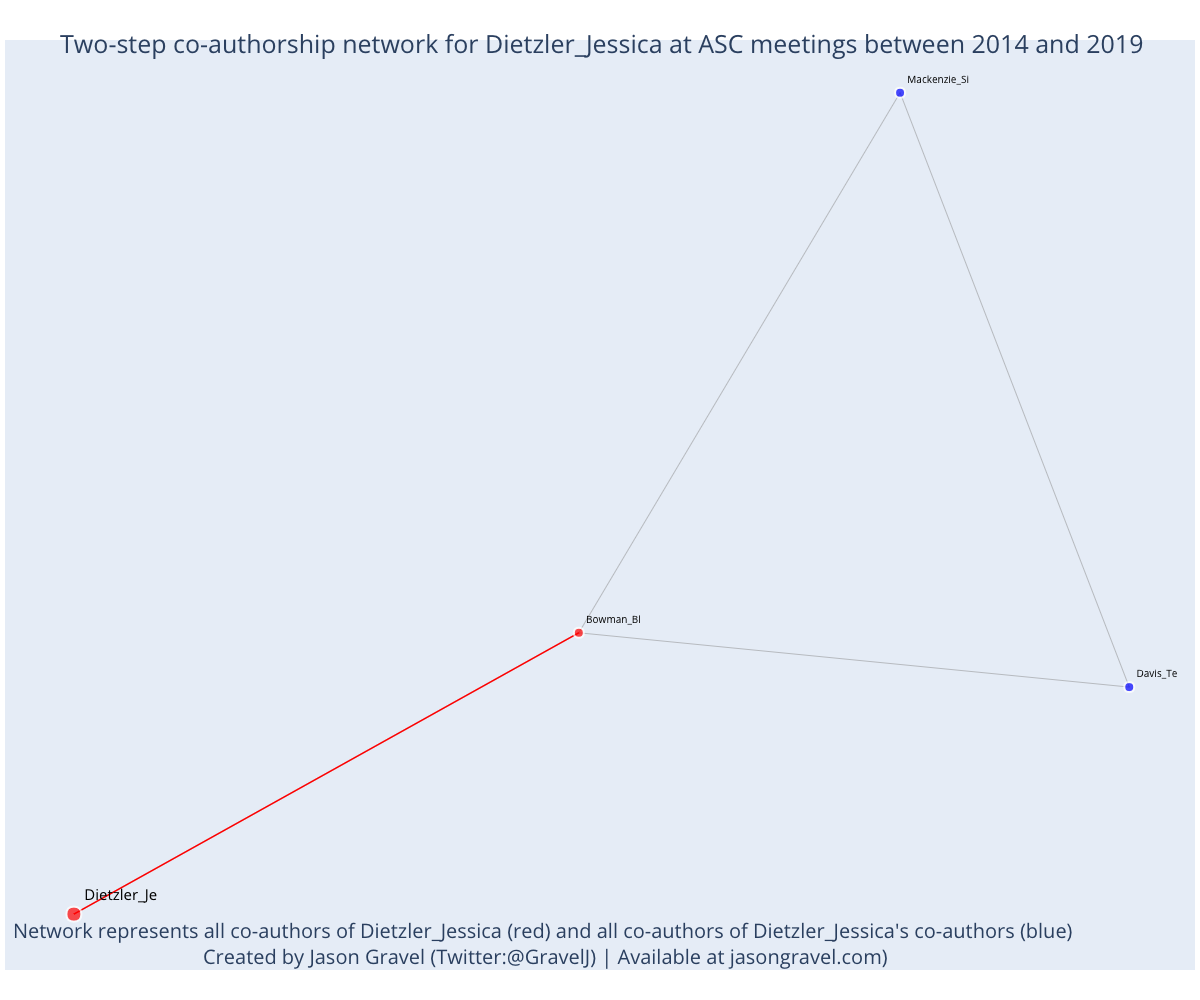 Two-step co-authorship network for Dietzler_Jessica at ASC meetings between 2014 and 2019
Mackenzie_Si
Bowman_Bl
Davis_Te
Dietzler_Je
Network represents all co-authors of Dietzler_Jessica (red) and all co-authors of Dietzler_Jessica's co-authors (blue)
Created by Jason Gravel (Twitter:@GravelJ) | Available at jasongravel.com)